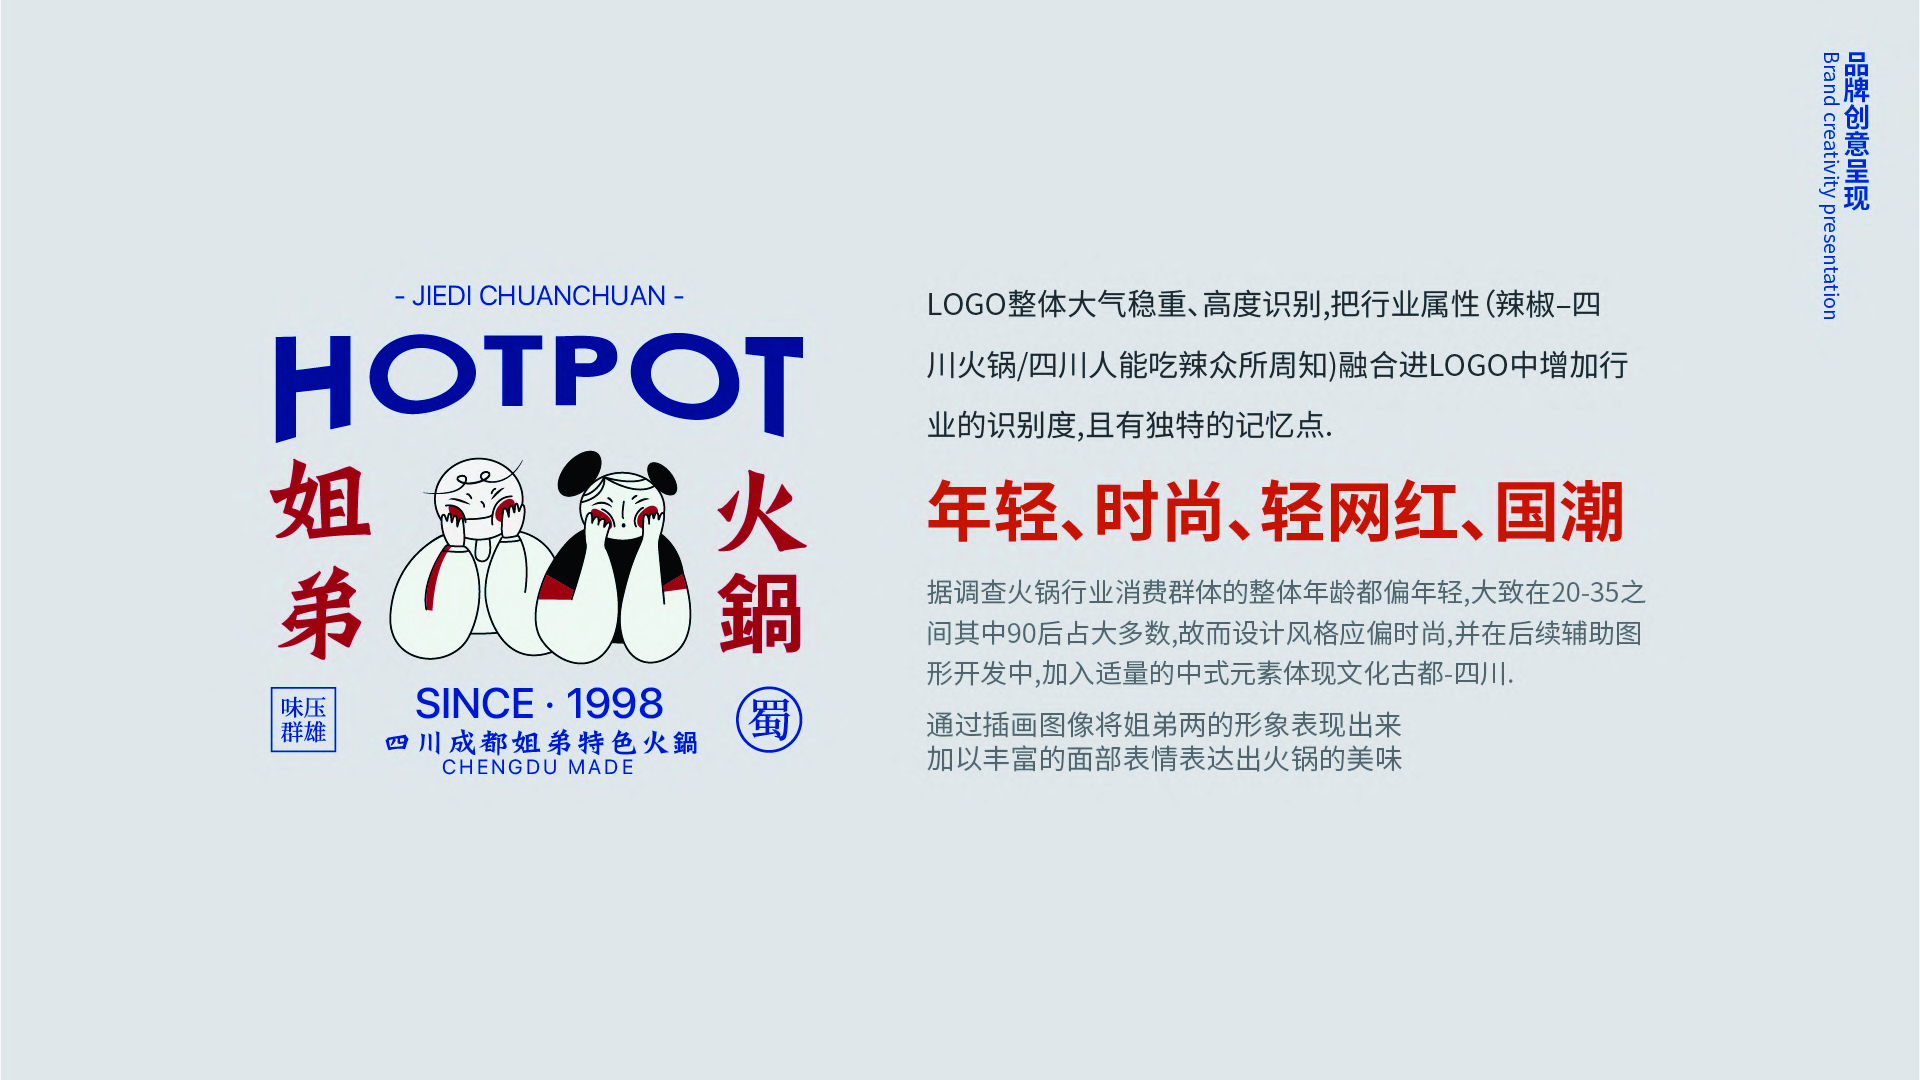 品牌创意呈现
Brand creativity presentation
- JIEDI CHUANCHUAN -
HOTPOT
姐弟
火鍋
味压
群雄
SINCE · 1998
四川成都姐弟特色火鍋
CHENGDU MADE
蜀
LOGO整体大气稳重、高度识别,把行业属性(辣椒–四
川火锅/四川人能吃辣众所周知)融合进LOGO中增加行
业的识别度,且有独特的记忆点.
年轻、时尚、轻网红、国潮
据调查火锅行业消费群体的整体年龄都偏年轻,大致在20-35之
间其中90后占大多数,故而设计风格应偏时尚,并在后续辅助图
形开发中,加入适量的中式元素体现文化古都-四川.
通过插画图像将姐弟两的形象表现出来
加以丰富的面部表情表达出火锅的美味